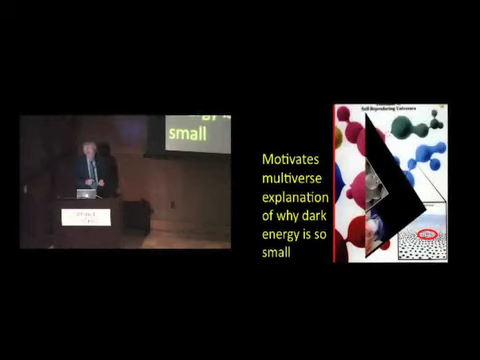 small
Self-Reproducing Universes
Motivates
multiverse
explanation
of why dark
energy is so
small